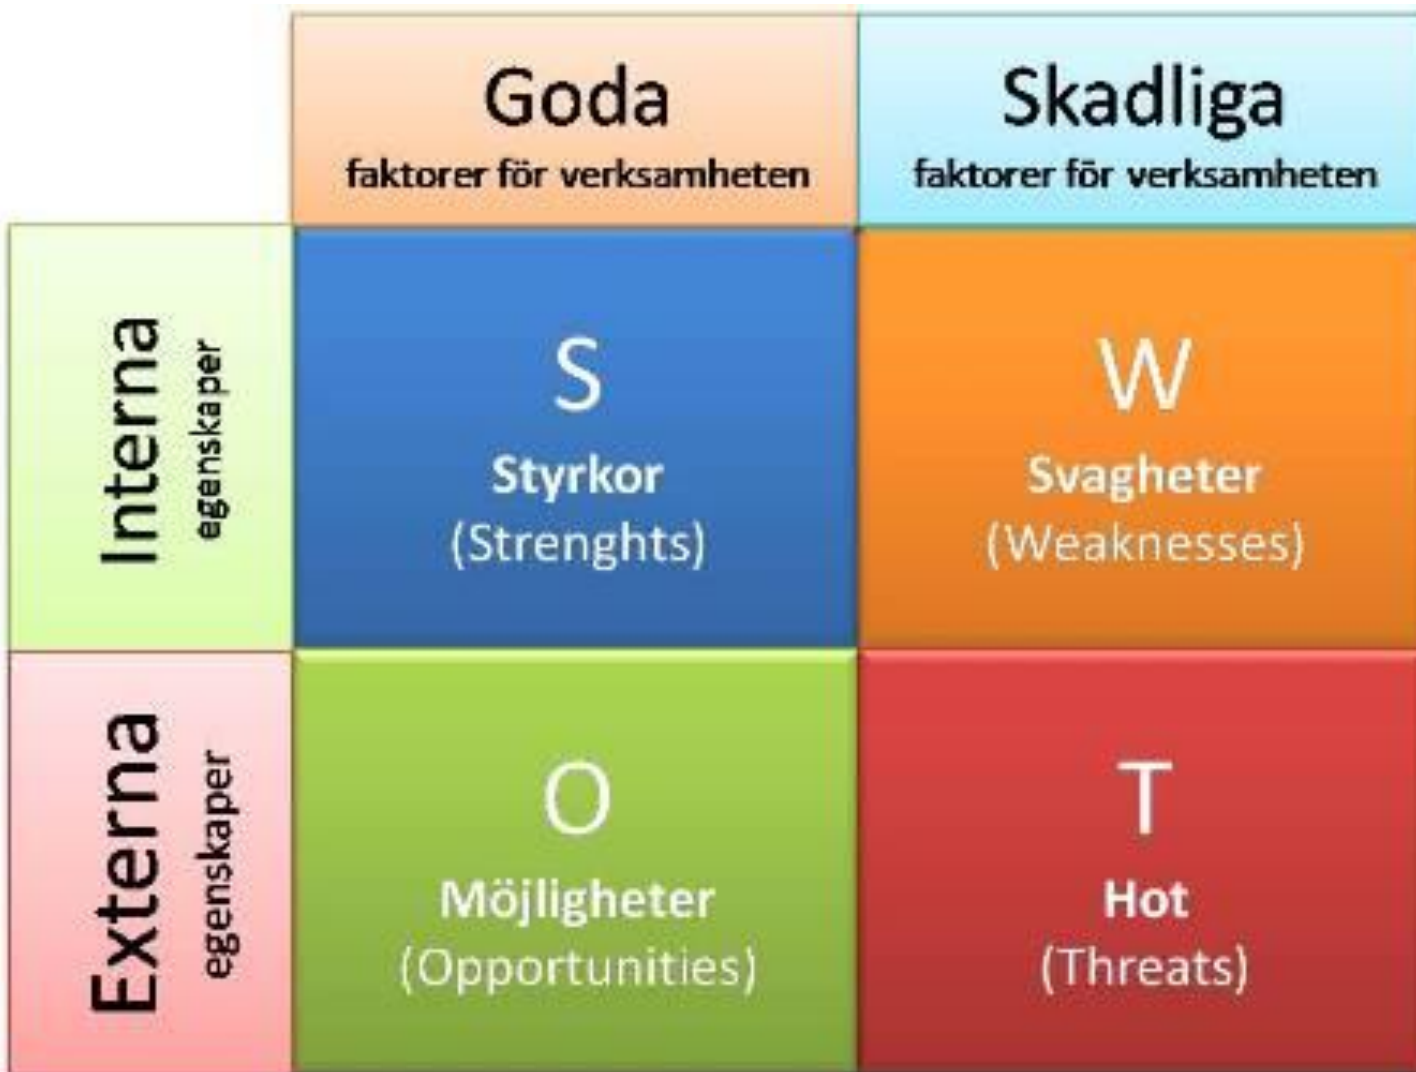 Goda
faktorer för verksamheten
Skadliga
faktorer för verksamheten
Interna
egenskaper
S
Styrkor
(Strenghts)
W
Svagheter
(Weaknesses)
Externa
egenskaper
O
Möjligheter
(Opportunities)
T
Hot
(Threats)